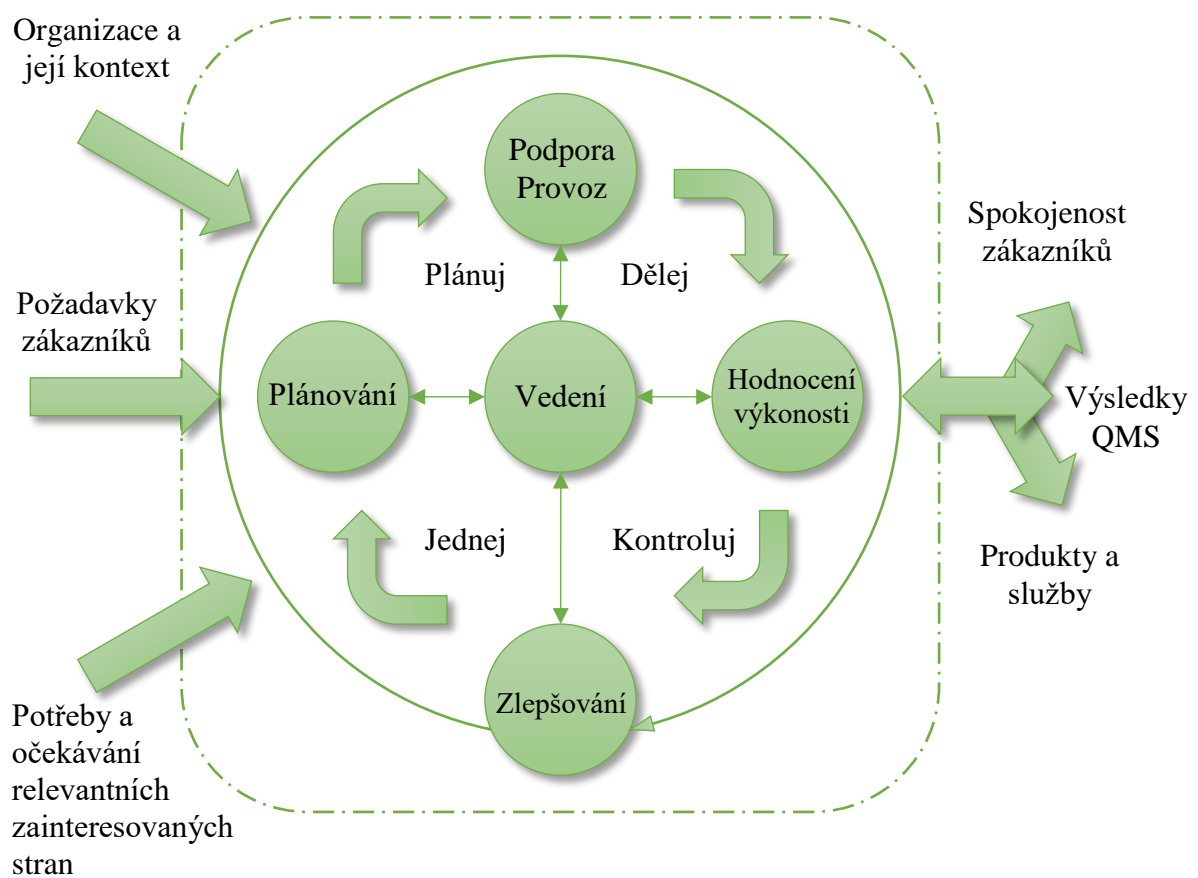 Organizace a
její kontext
Podpora
Provoz
Spokojenost
zákazníků
Plánuj
Dělej
Požadavky
zákazníků
Plánování
Vedení
Hodnocení
výkonosti
Výsledky
QMS
Jednej
Kontroluj
Produkty a
služby
Zlepšování
Potřeby a
očekávání
relevantních
zainteresovaných
stran